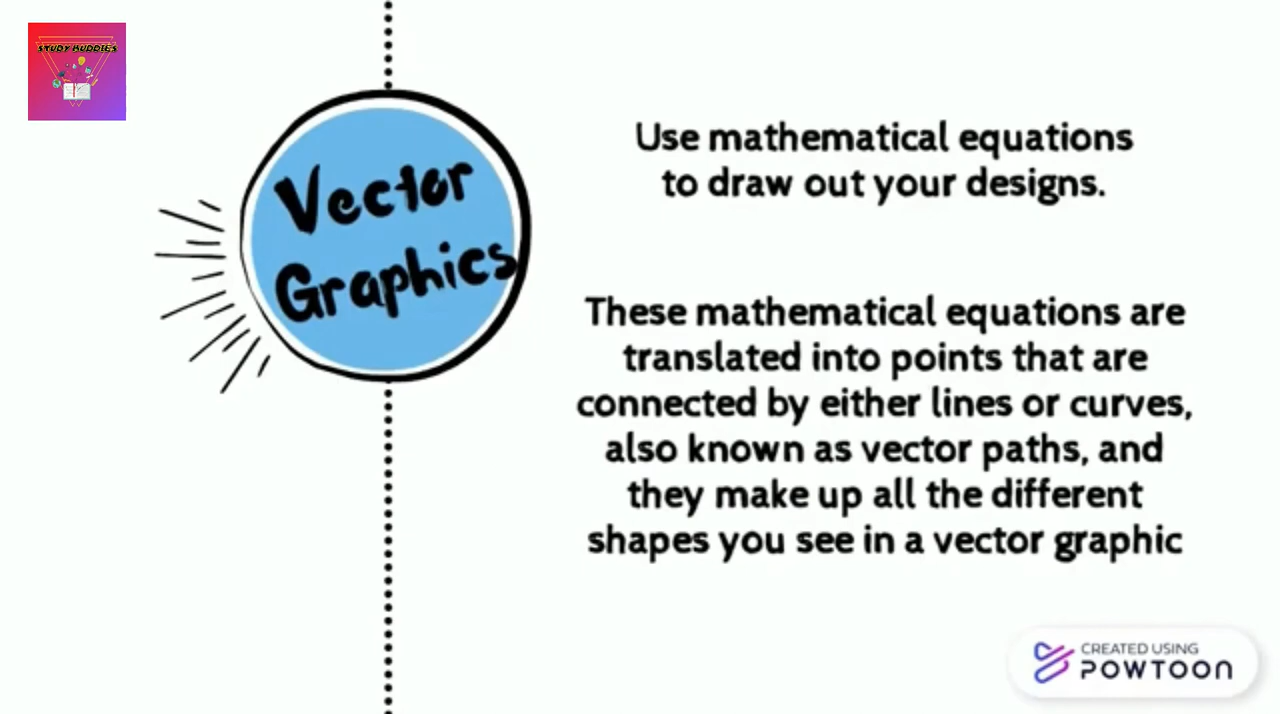 STUDY BUDDIES
Vector
Graphics
Use mathematical equations
to draw out your designs.
These mathematical equations are
translated into points that are
connected by either lines or curves,
also known as vector paths, and
they make up all the different
shapes you see in a vector graphic
CREATED USING
POWTOON